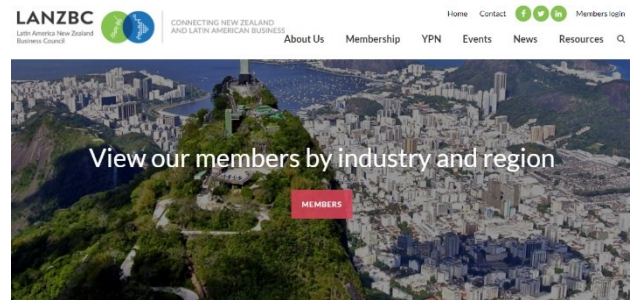 LANZBC
Latin America New Zealand
Business Council
CONNECTING NEW ZEALAND
AND LATIN AMERICAN BUSINESS
Home Contact Members login
About Us Membership YPN Events News Resources
View our members by industry and region
MEMBERS